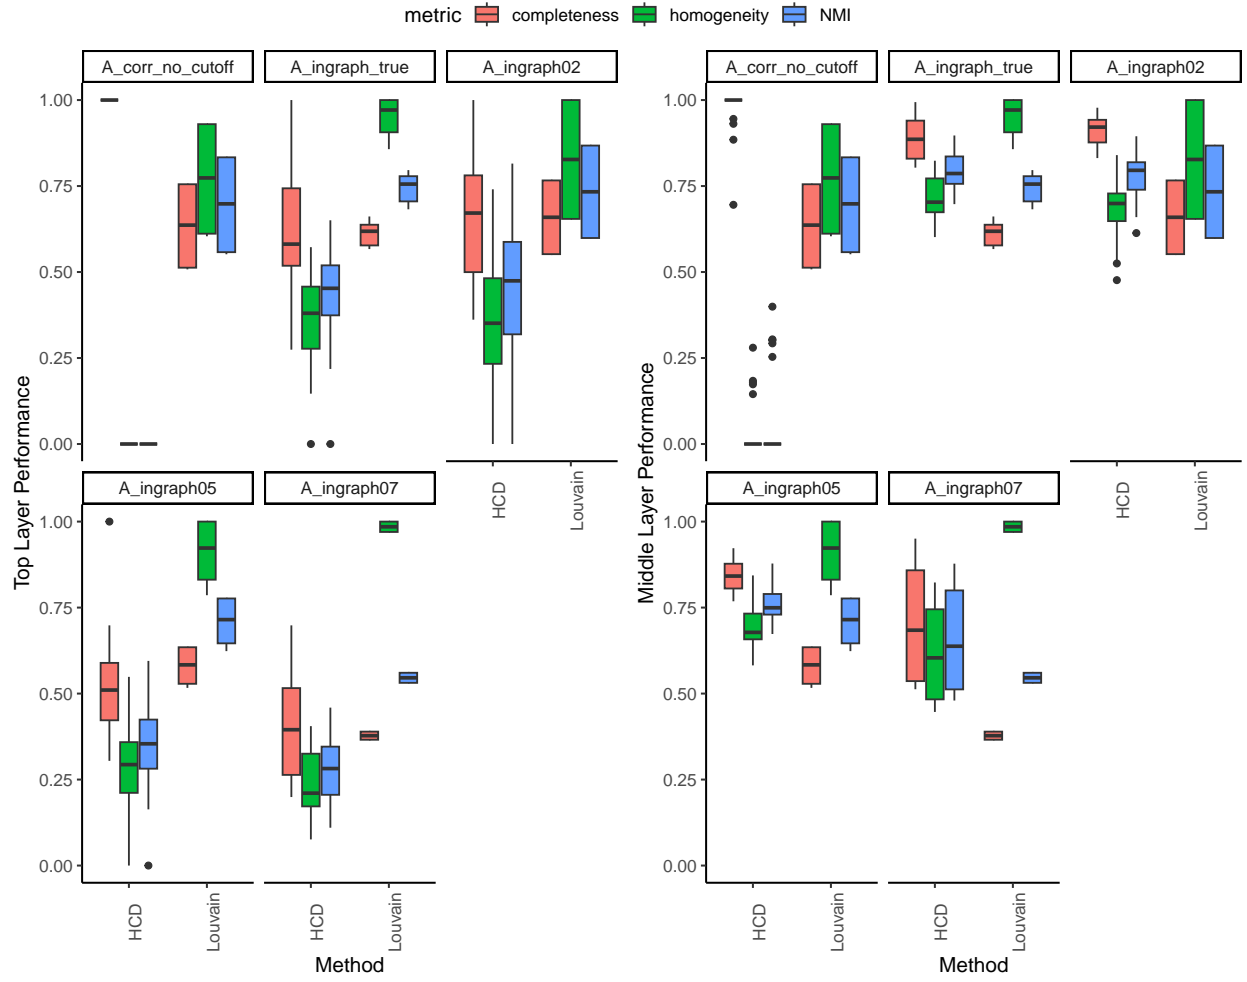 metric completeness homogeneity NMI
A_corr_no_cutoff A_ingraph_true A_ingraph02
1.00
0.75
0.50
0.25
0.00
HCD Louvain
A_ingraph05 A_ingraph07
1.00
0.75
0.50
0.25
0.00
HCD Louvain HCD Louvain
Top Layer Performance
Method
A_corr_no_cutoff A_ingraph_true A_ingraph02
1.00
0.75
0.50
0.25
0.00
HCD Louvain
A_ingraph05 A_ingraph07
1.00
0.75
0.50
0.25
0.00
HCD Louvain HCD Louvain
Middle Layer Performance
Method